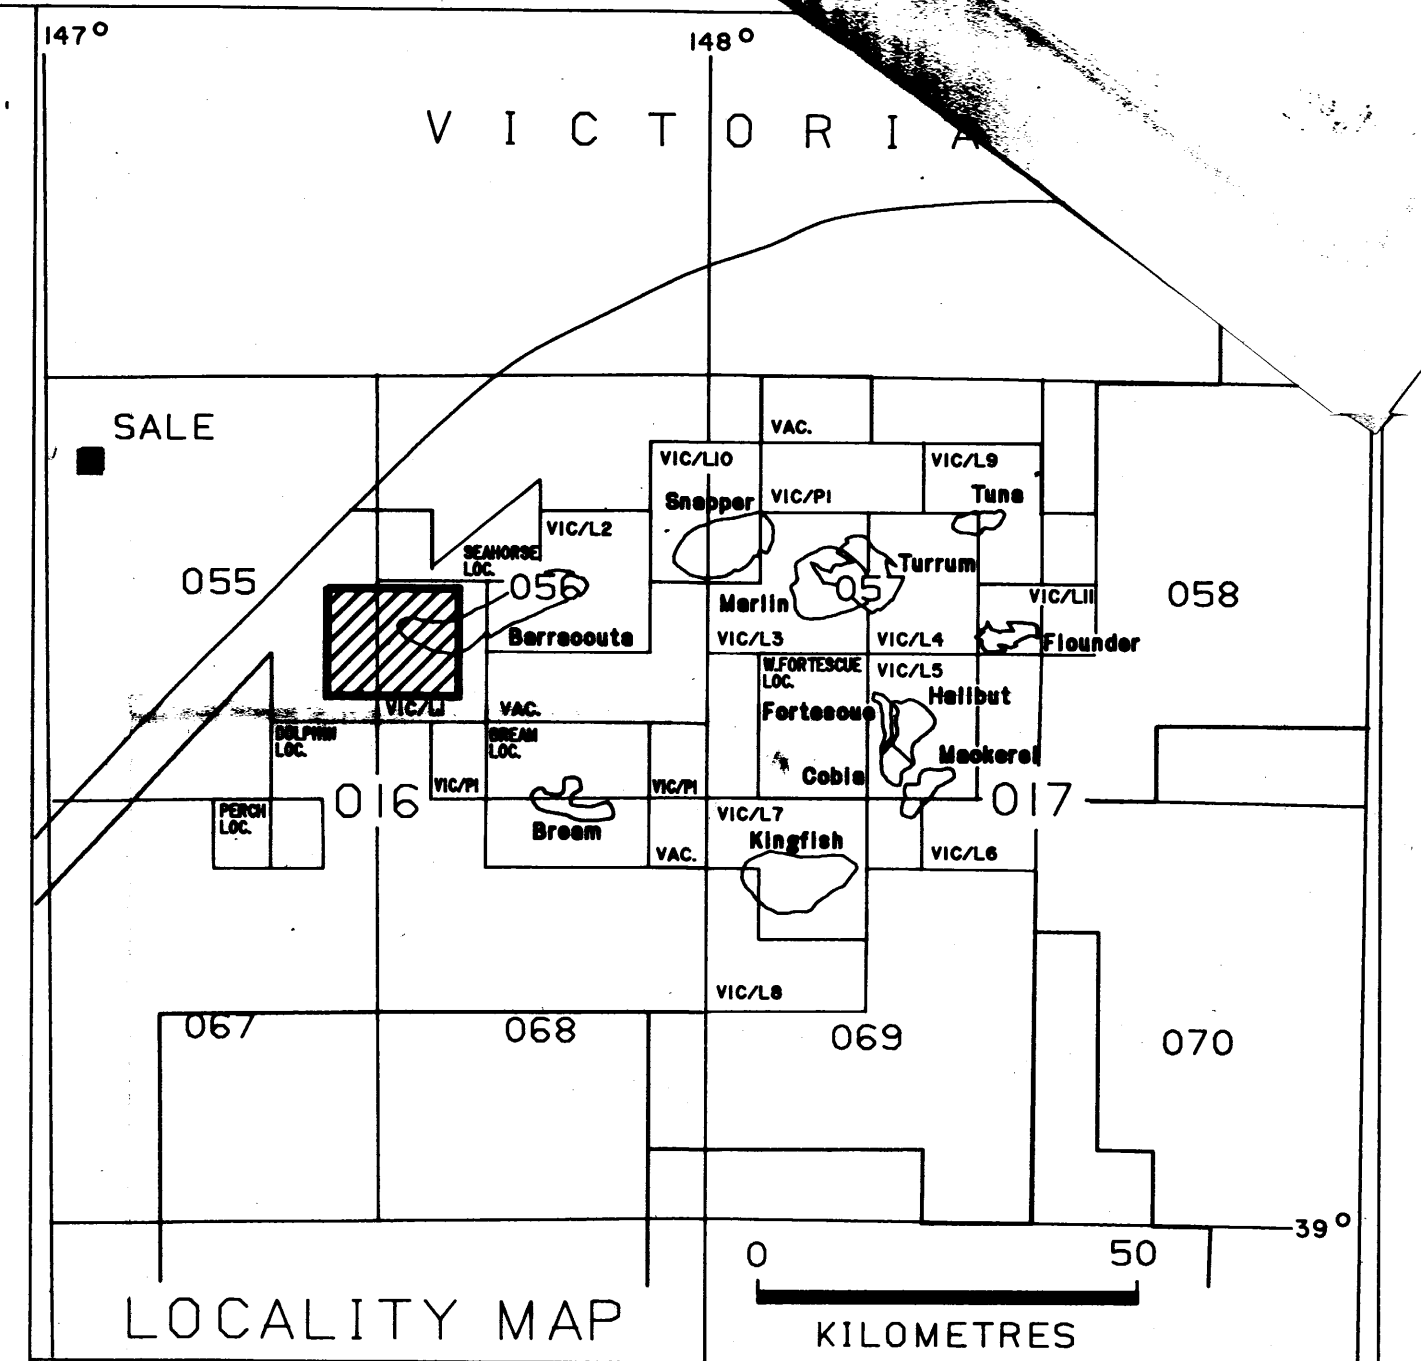 147°
148°
VICTORIA
SALE
VAC.
VIC/L10
VIC/L9
Snapper
VIC/P1
Tuna
VIC/L2
SEAHORSE
LOC.
Turrum
055
056
057
058
Marlin
VIC/L11
Barracouta
VIC/L3
VIC/L4
Flounder
W.FORTESCUE
LOC.
VIC/L5
Halibut
VIC/L1
VAC.
Fortescue
DOLPHIN
LOC.
BREAM
LOC.
Mackerel
Cobia
VIC/P1
VIC/P1
016
017
PERCH
LOC.
VIC/L7
Bream
Kingfish
VAC.
VIC/L6
VIC/L8
067
068
069
070
39°
0 50
LOCALITY MAP
KILOMETRES